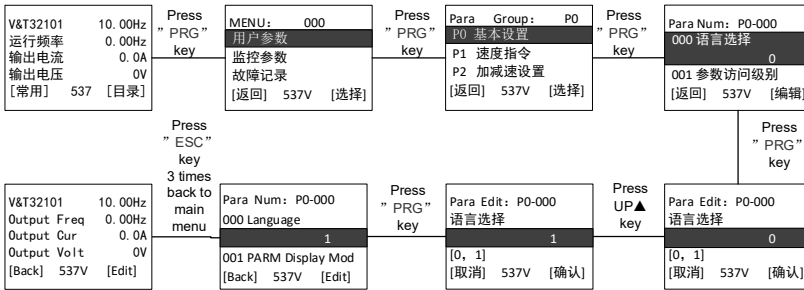 V&T32101 10.00Hz
运行频率 0.00Hz
输出电流 0.0A
输出电压 0V
[常用] 537 [目录]
Press
”PRG”
key
MENU: 000
用户参数
监控参数
故障记录
[返回] 537V [选择]
Press
”PRG”
key
Para Group: P0
P0 基本设置
P1 速度指令
P2 加减速设置
[返回] 537V [选择]
Press
”PRG”
key
Para Num: P0-000
000 语言选择
0
001 参数访问级别
[返回] 537V [编辑]
Press
”PRG”
key
Para Edit: P0-000
语言选择
0
[0, 1]
[取消] 537V [确认]
Press
UP▲
key
Para Edit: P0-000
语言选择
1
[0, 1]
[取消] 537V [确认]
Press
”PRG”
key
Para Num: P0-000
000 Language
1
001 PARM Display Mod
[Back] 537V [Edit]
Press
”ESC”
key
3 times
back to
main
menu
V&T32101 10.00Hz
Output Freq 0.00Hz
Output Cur 0.0A
Output Volt 0V
[Back] 537V [Edit]